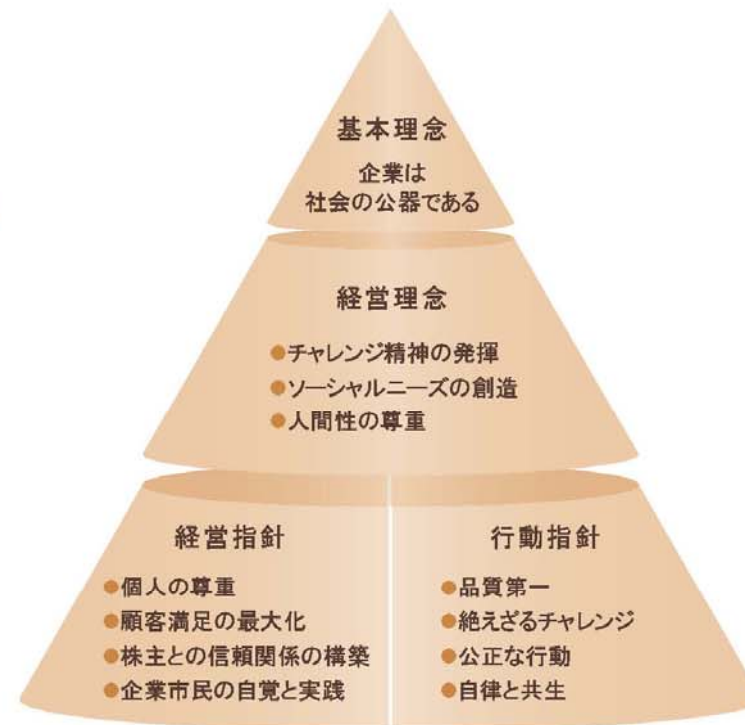 基本理念
企業は
社会の公器である
経営理念
●チャレンジ精神の発揮
●ソーシャルニーズの創造
●人間性の尊重
経営指針
●個人の尊重
●顧客満足の最大化
●株主との信頼関係の構築
●企業市民の自覚と実践
行動指針
●品質第一
●絶えざるチャレンジ
●公正な行動
●自律と共生